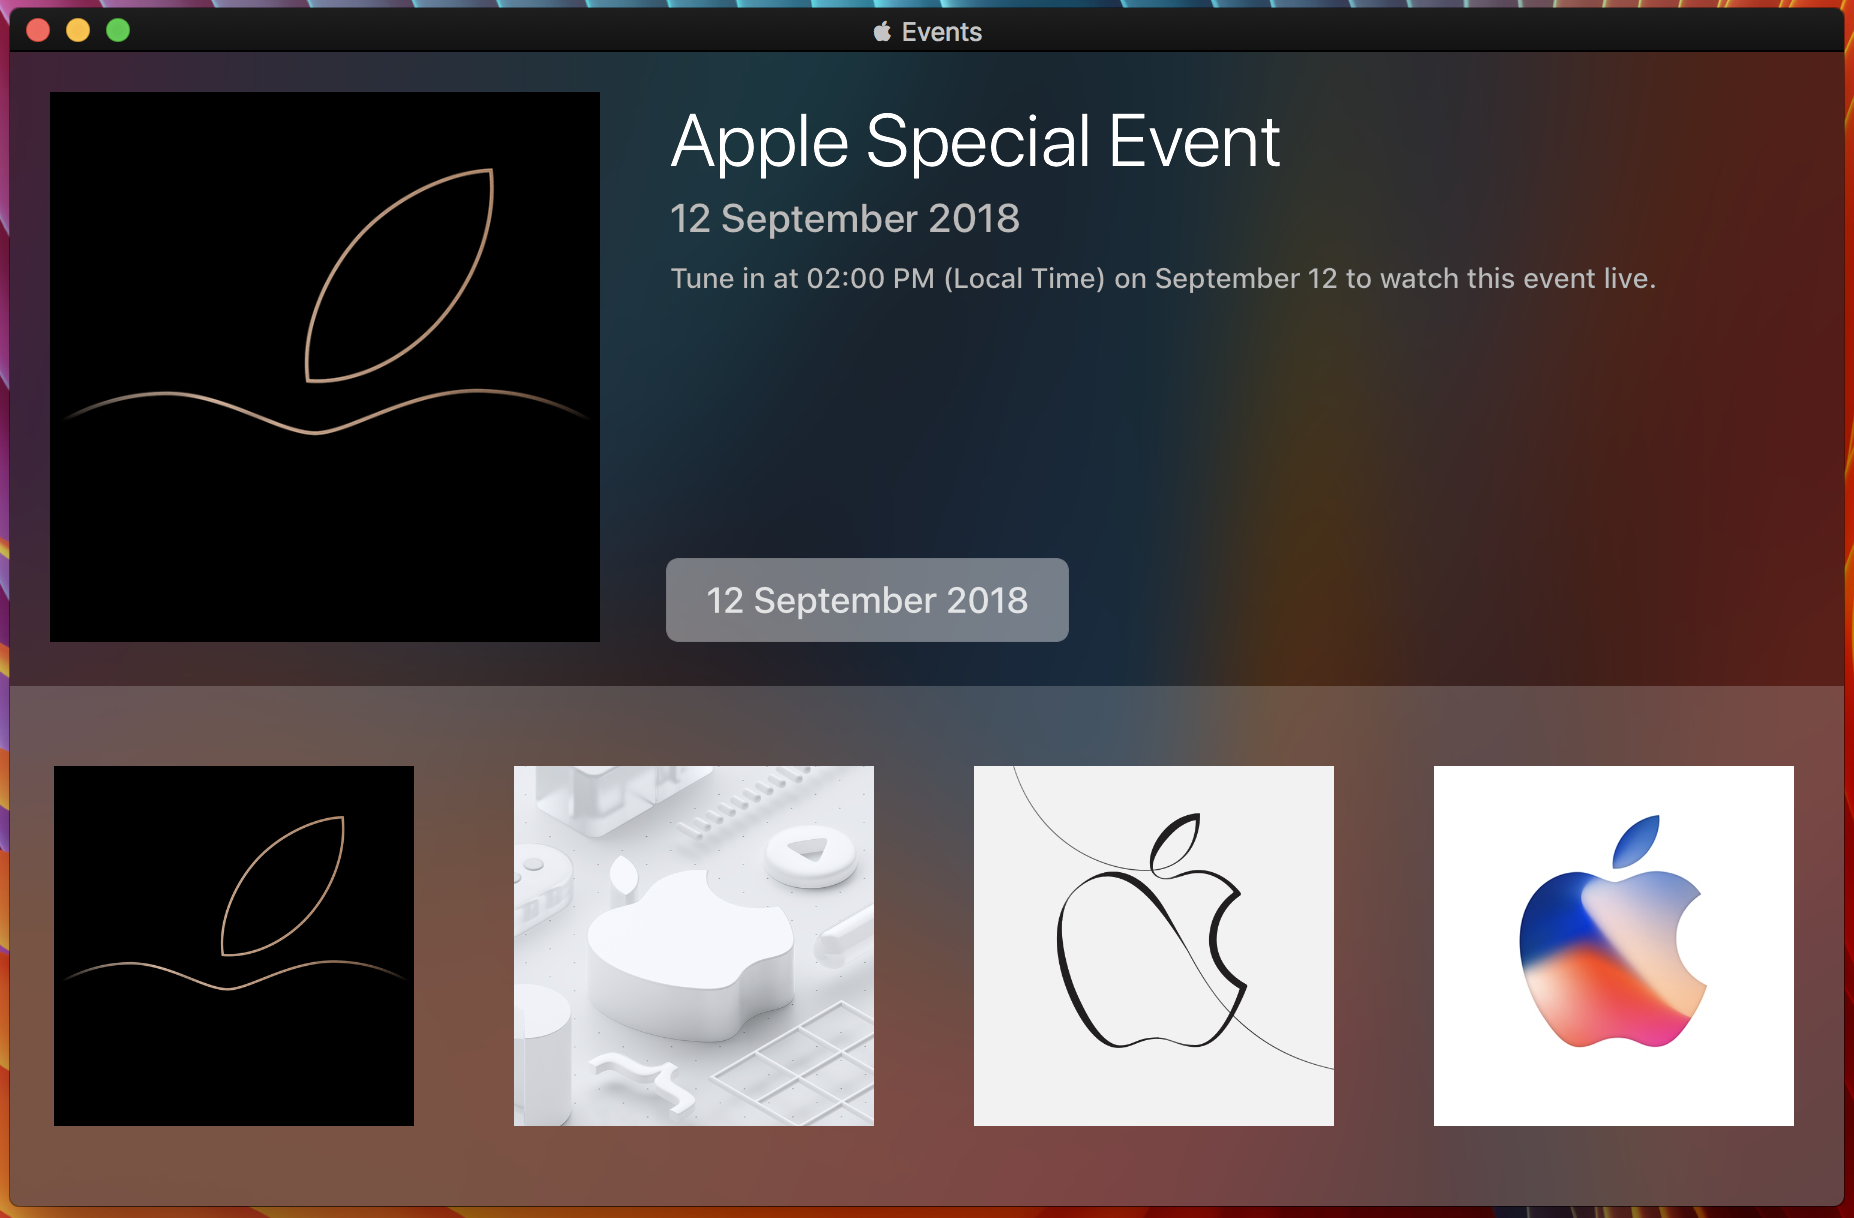 Events
Apple Special Event
12 September 2018
Tune in at 02:00 PM (Local Time) on September 12 to watch this event live.
12 September 2018